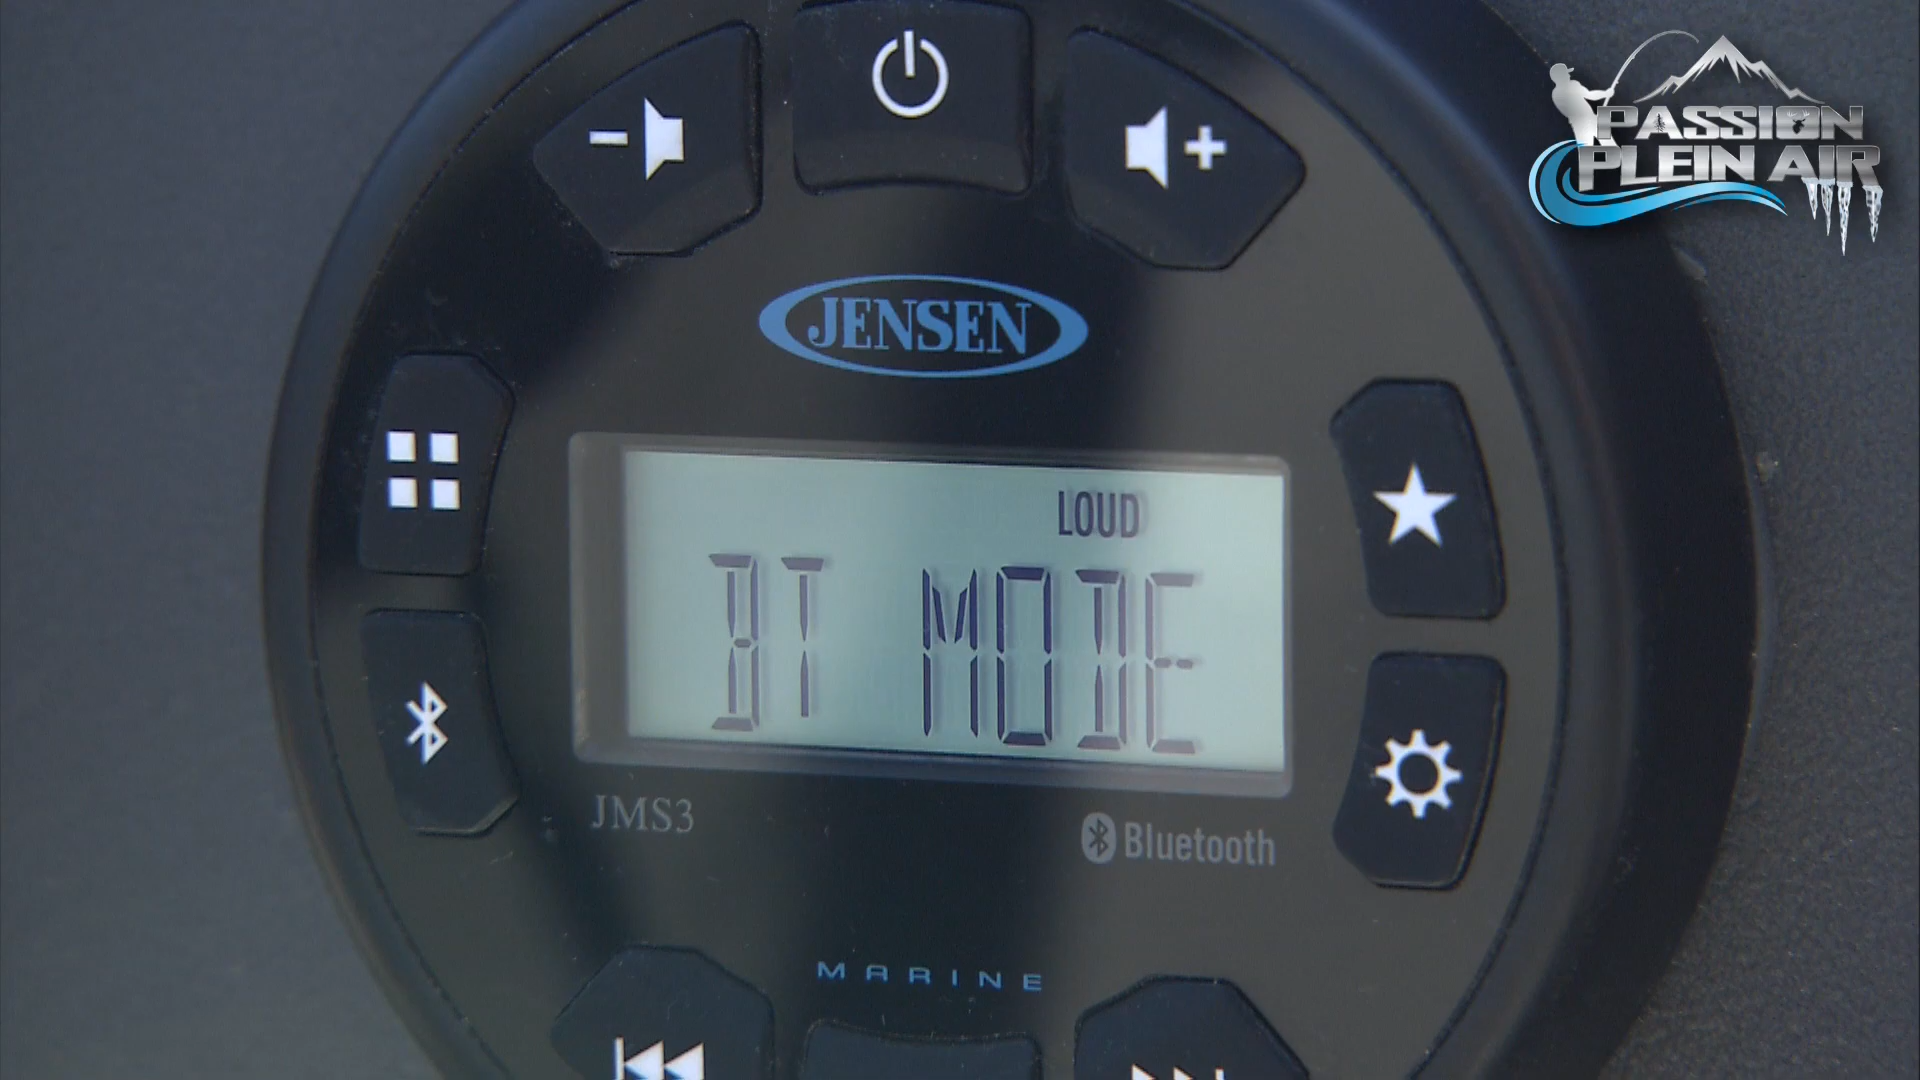 PASSION
PLEIN AIR
JENSEN
LOUD
BT MODE
JMS3
Bluetooth
MARINE